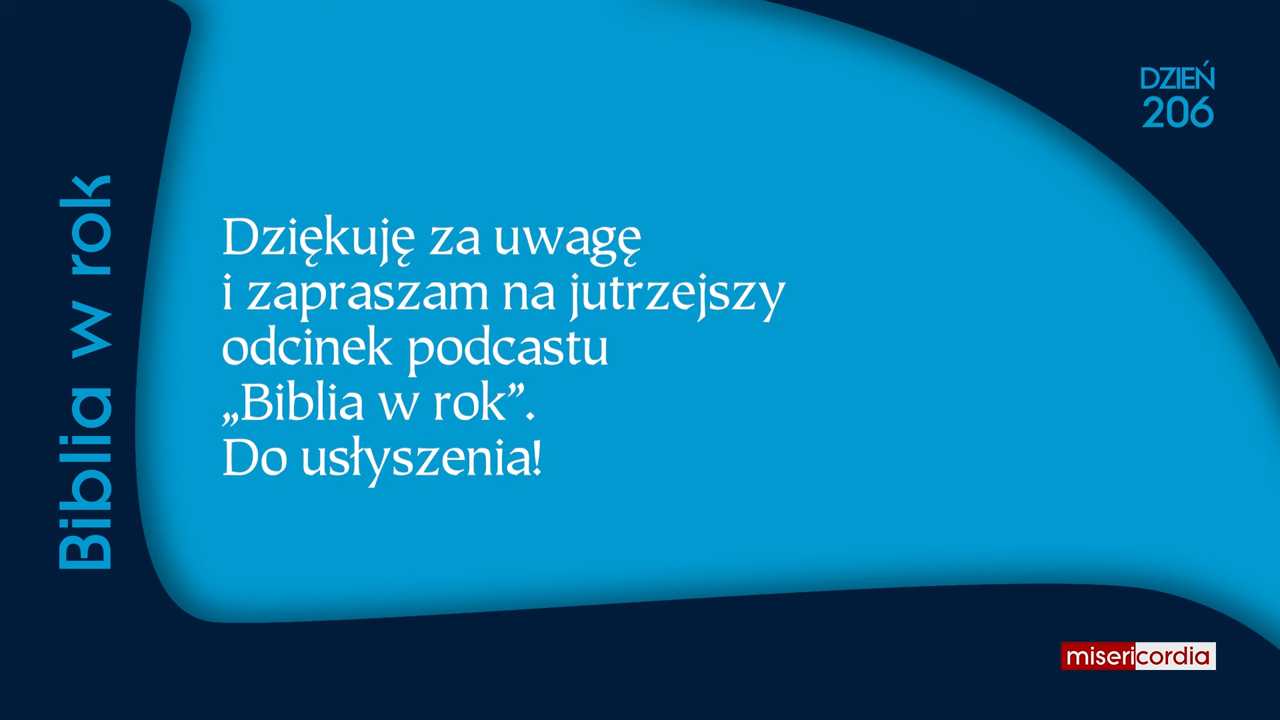 Biblia w rok
DZIEŃ
206
Dziękuję za uwagę
i zapraszam na jutrzejszy
odcinek podcastu
„Biblia w rok”.
Do usłyszenia!
misericordia